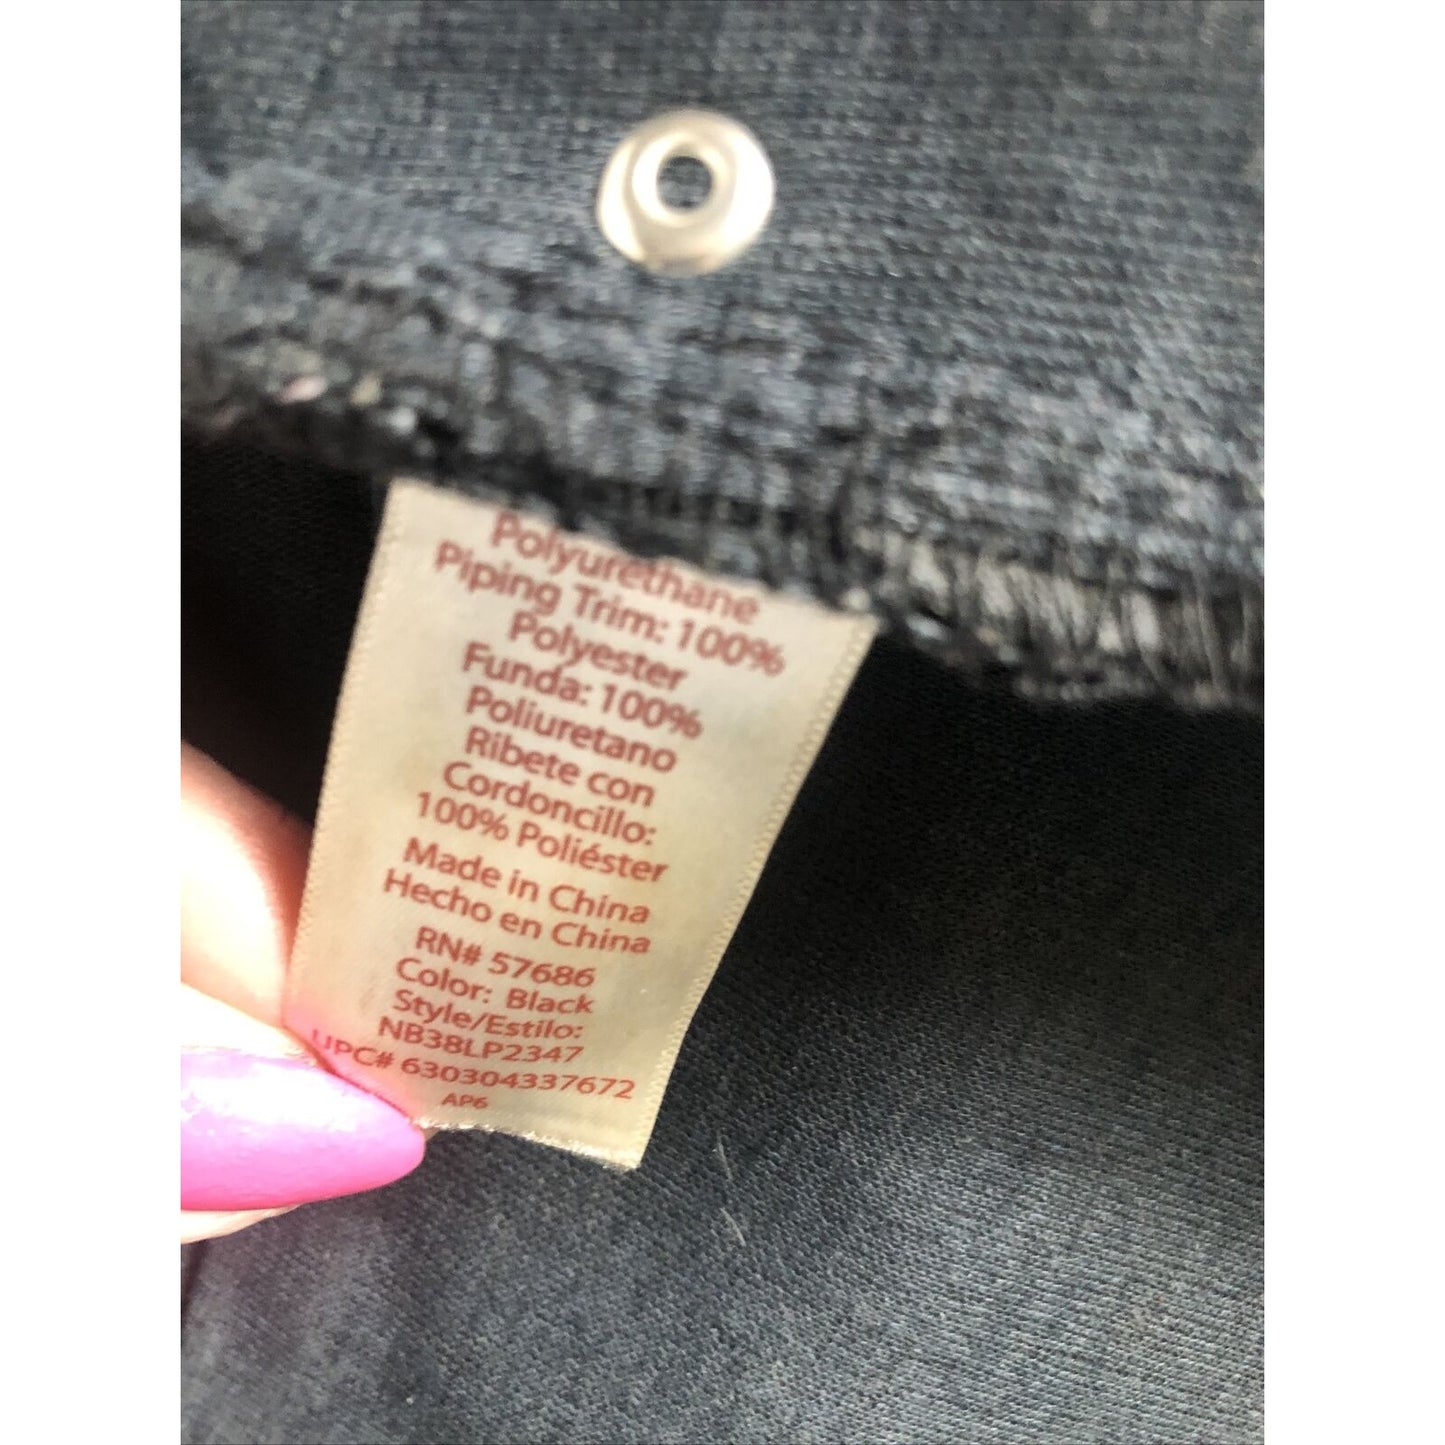 Polyurethane
Piping Trim: 100%
Polyester
Funda: 100%
Poliuretano
Ribete con
Cordoncillo:
100% Poliéster
Made in China
Hecho en China
RN# 57686
Color: Black
Style/Estilo:
NB38LP2347
UPC# 630304337672
AP6